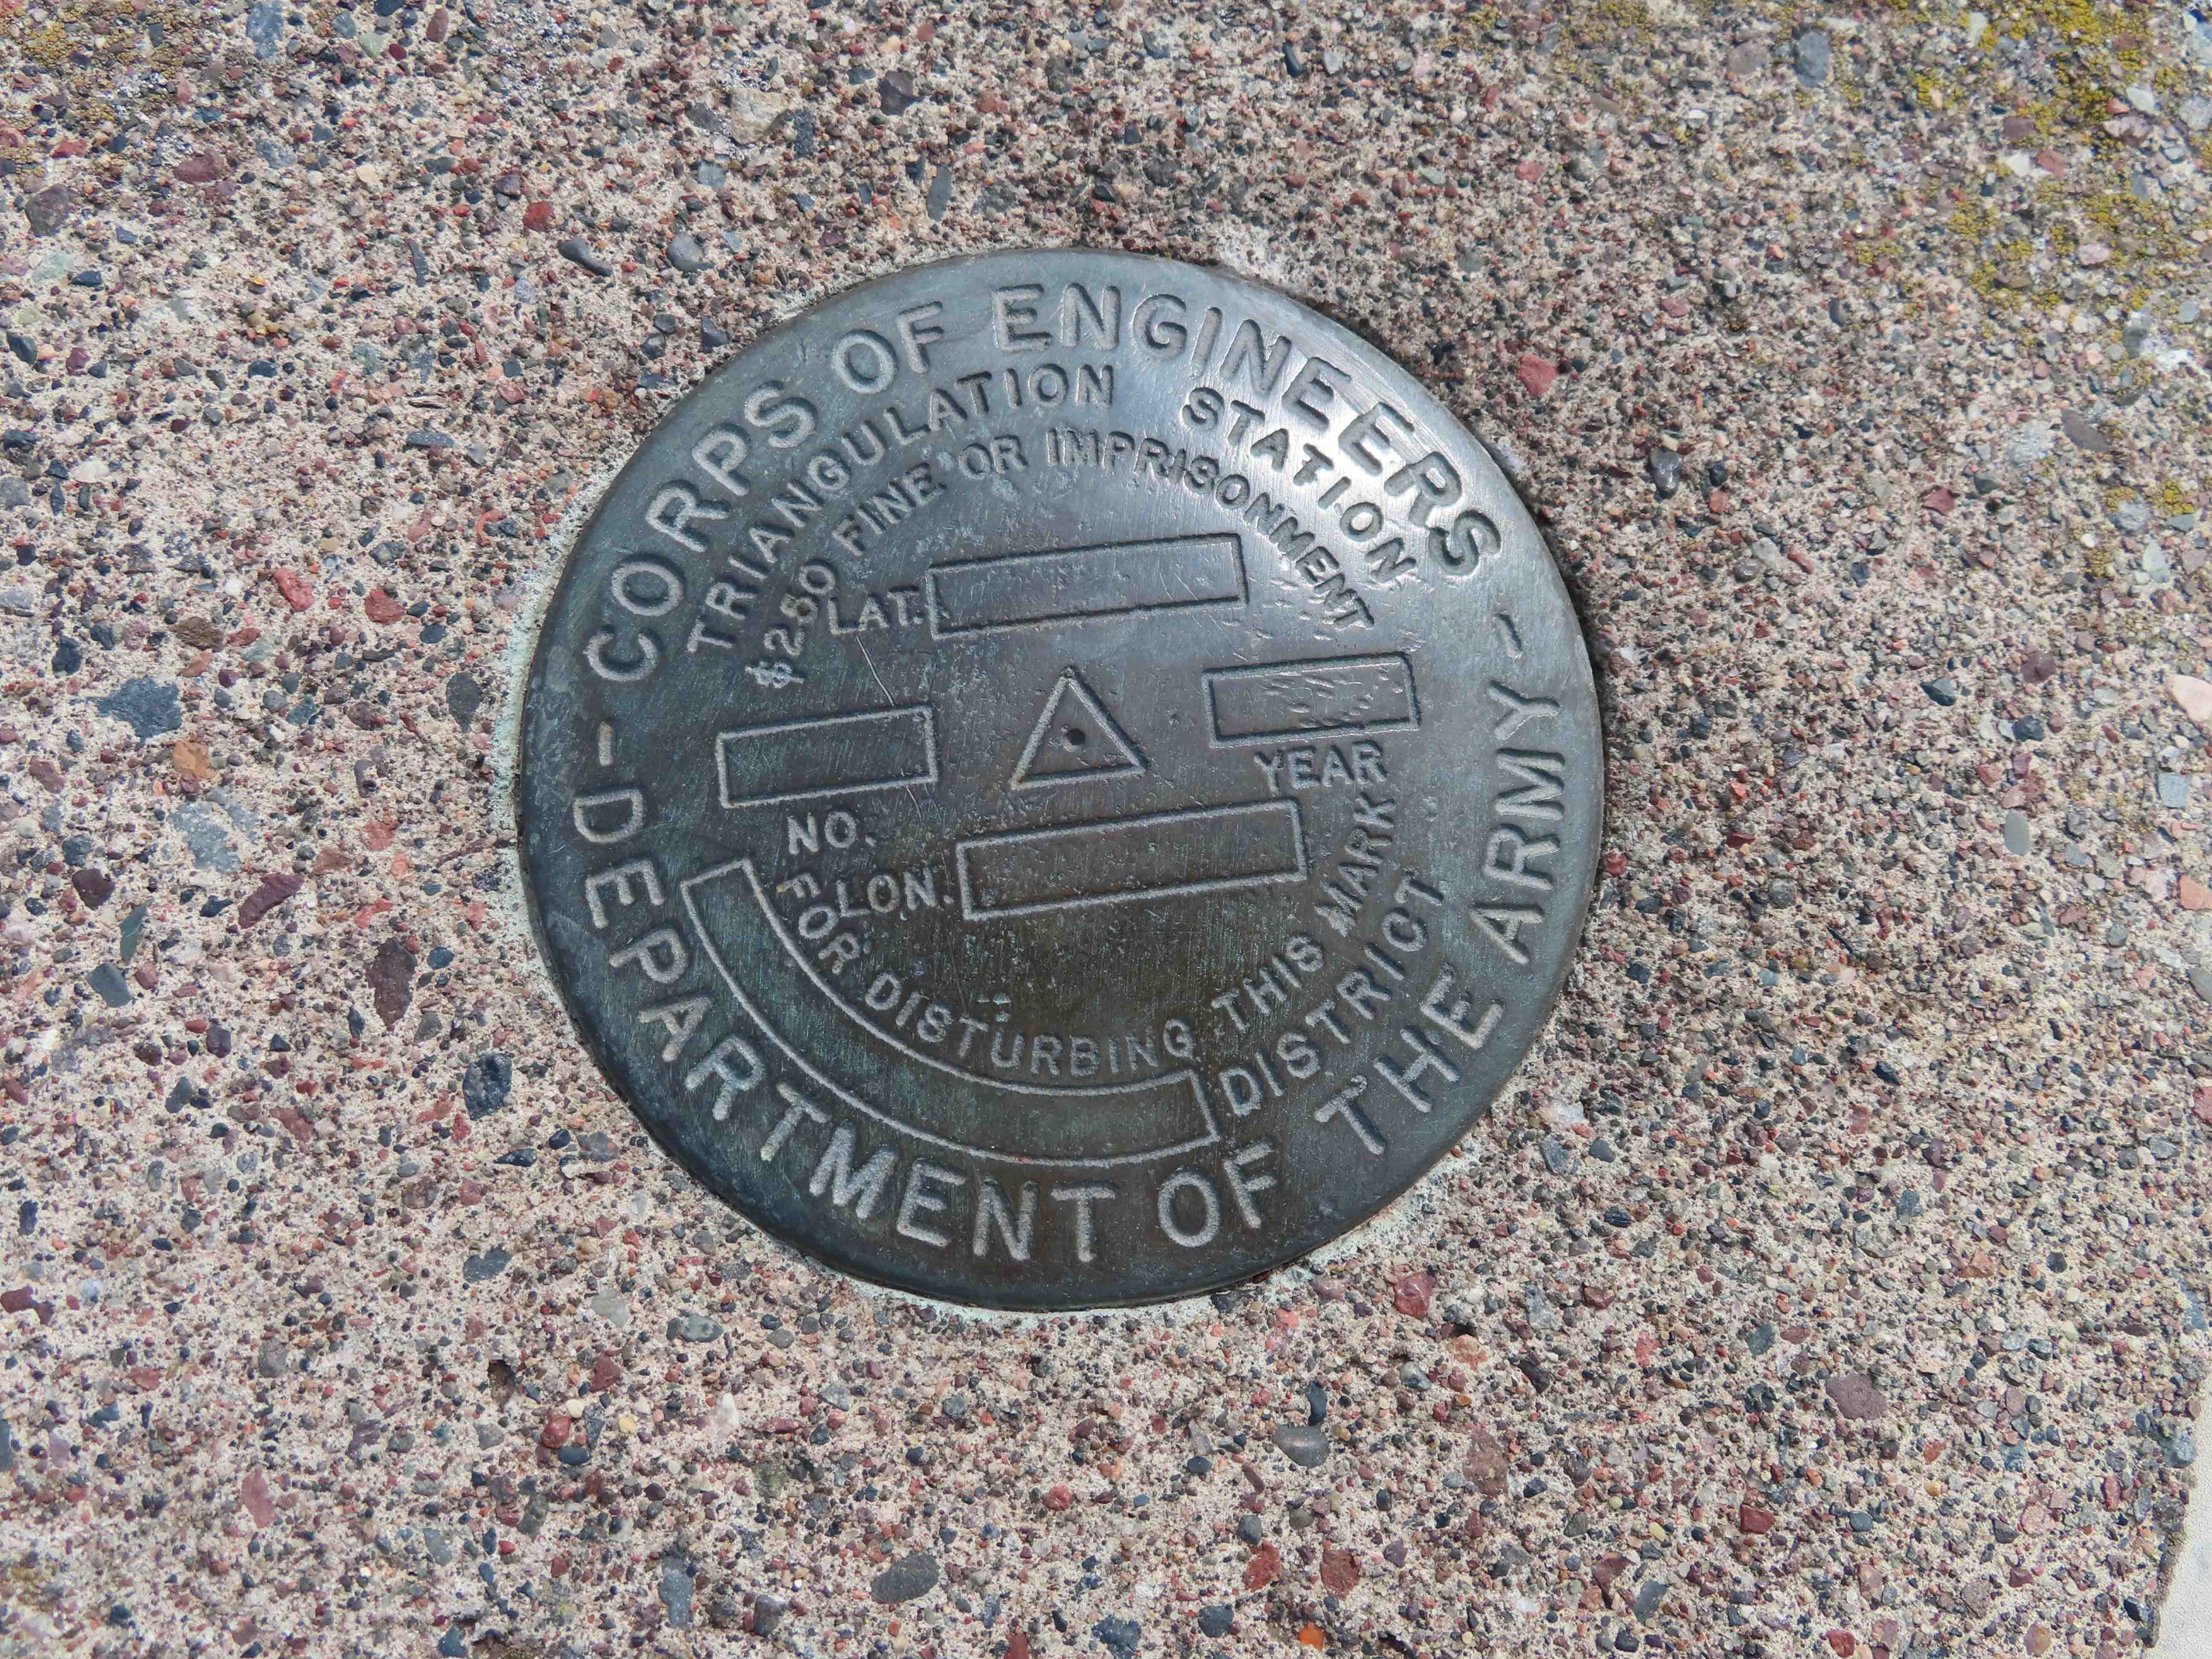 CORPS OF ENGINEERS
TRIANGULATION STATION
$250 FINE OR IMPRISONMENT
LAT.
YEAR
NO.
LON.
FOR DISTURBING THIS MARK
DISTRICT
-DEPARTMENT OF THE ARMY-